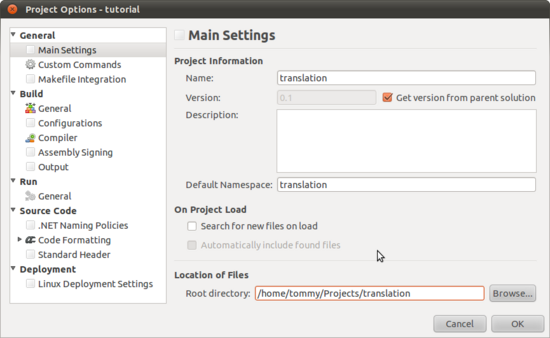 Project Options - tutorial
General
Main Settings
Custom Commands
Makefile Integration
Build
General
Configurations
Compiler
Assembly Signing
Output
Run
General
Source Code
.NET Naming Policies
Code Formatting
Standard Header
Deployment
Linux Deployment Settings
Main Settings
Project Information
Name: translation
Version: 0.1 Get version from parent solution
Description:
Default Namespace: translation
On Project Load
Search for new files on load
Automatically include found files
Location of Files
Root directory: /home/tommy/Projects/translation Browse...
Cancel OK